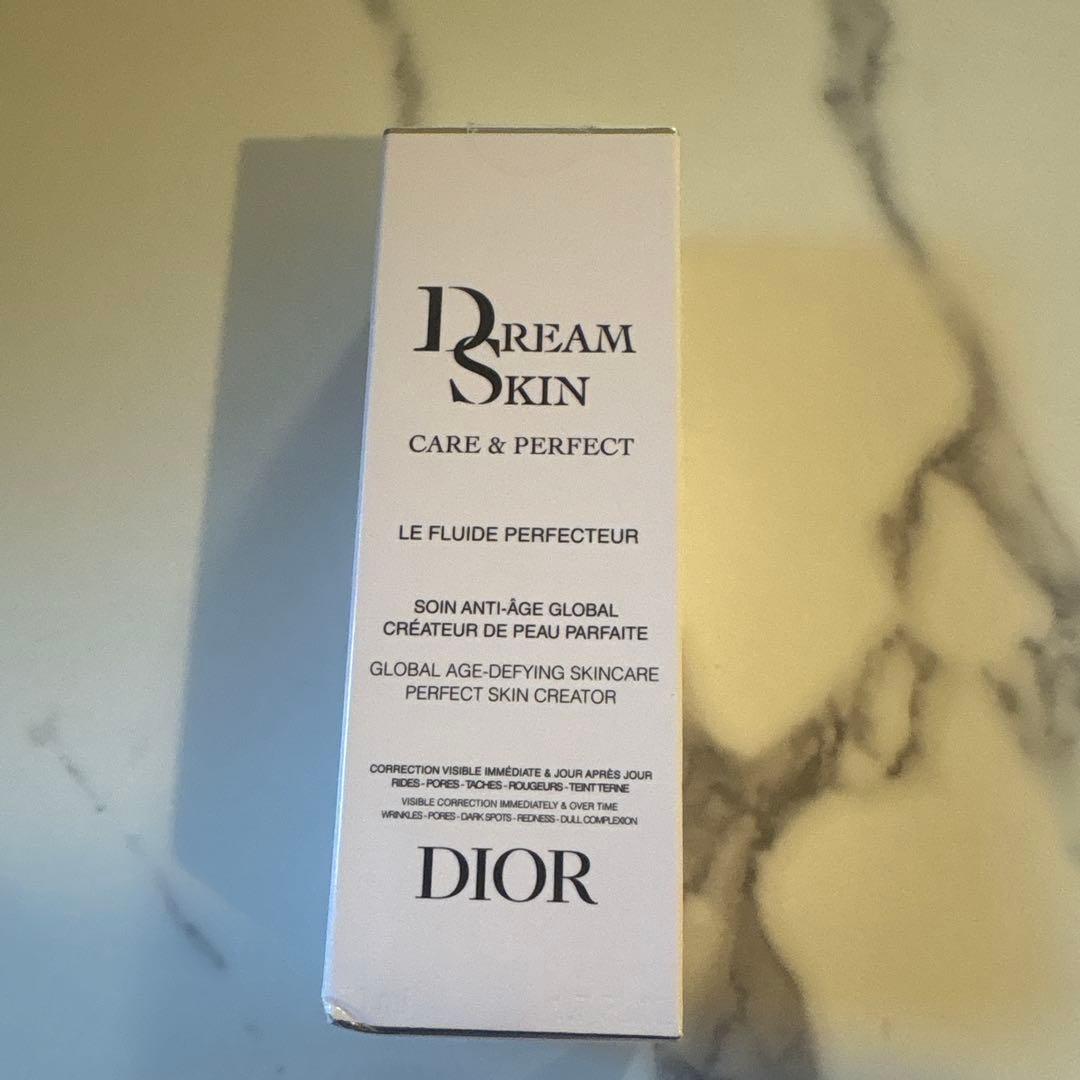 DREAM
SKIN
CARE & PERFECT
LE FLUIDE PERFECTEUR
SOIN ANTI-ÂGE GLOBAL
CRÉATEUR DE PEAU PARFAITE
GLOBAL AGE-DEFYING SKINCARE
PERFECT SKIN CREATOR
CORRECTION VISIBLE IMMÉDIATE & JOUR APRÈS JOUR
RIDES - PORES - TACHES - ROUGEURS - TEINT TERNE
VISIBLE CORRECTION IMMEDIATELY & OVER TIME
WRINKLES - PORES - DARK SPOTS - REDNESS - DULL COMPLEXION
DIOR